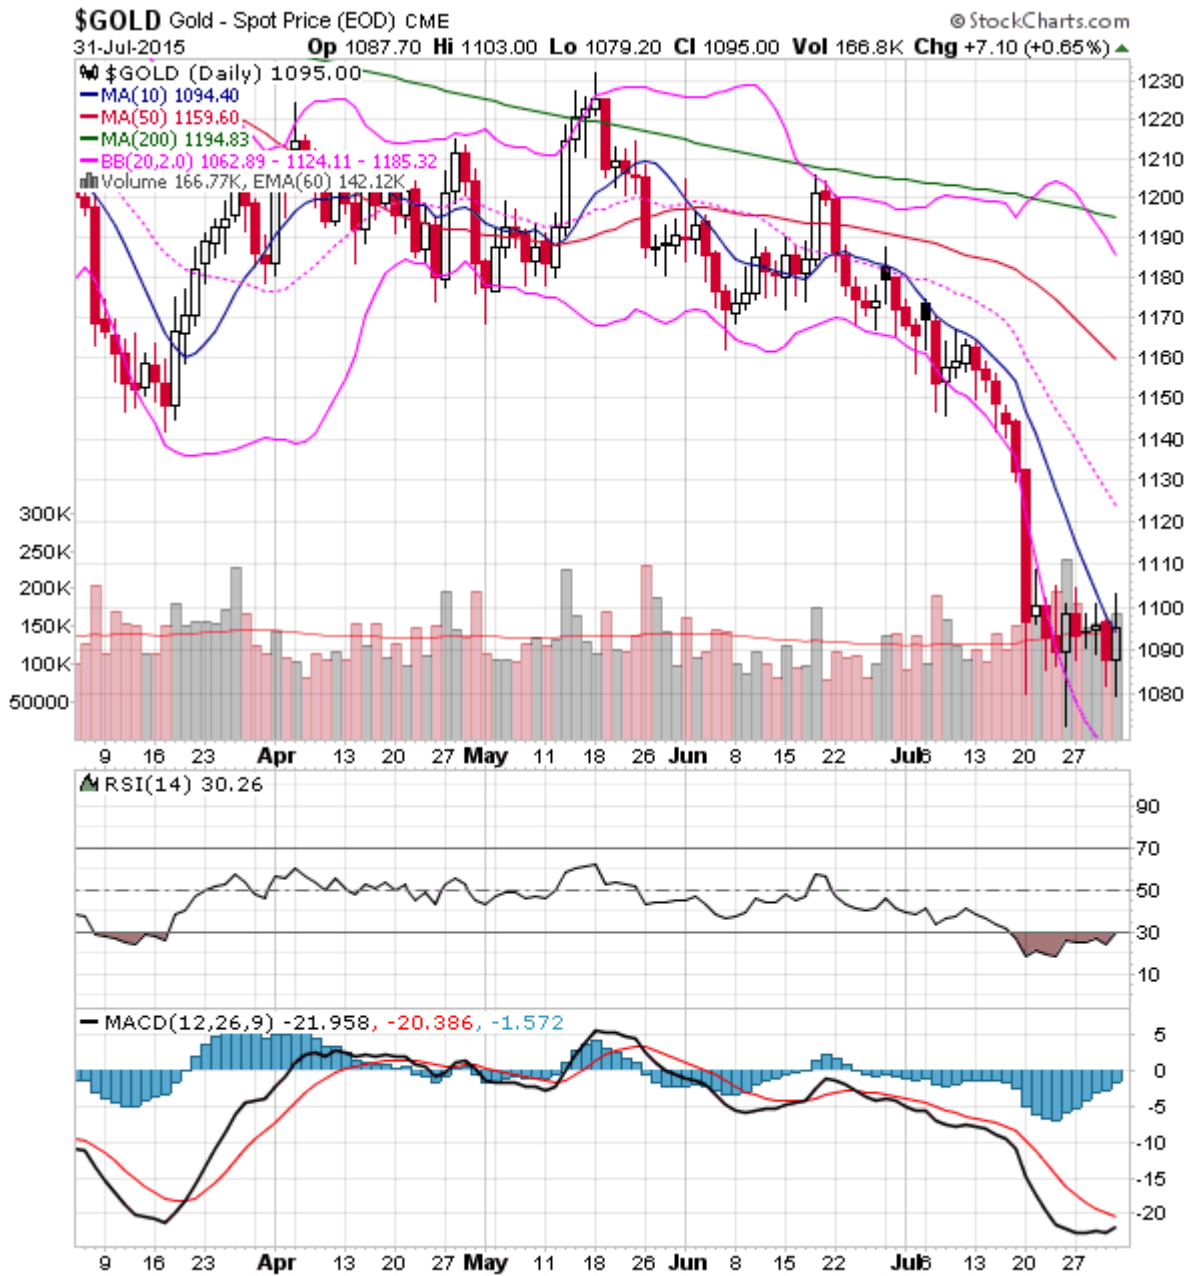 $GOLD Gold - Spot Price (EOD) CME © StockCharts.com
31-Jul-2015 Op 1087.70 Hi 1103.00 Lo 1079.20 Cl 1095.00 Vol 166.8K Chg +7.10 (+0.65%)
$GOLD (Daily) 1095.00
MA(10) 1094.40
MA(50) 1159.60
MA(200) 1194.83
BB(20,2.0) 1062.89 - 1124.11 - 1185.32
Volume 166.77K, EMA(60) 142.12K
1230
1220
1210
1200
1190
1180
1170
1160
1150
1140
1130
1120
1110
1100
1090
1080
300K
250K
200K
150K
100K
50000
9 16 23 Apr 13 20 27 May 11 18 26 Jun 8 15 22 Jul 6 13 20 27
RSI(14) 30.26
90
70
50
30
10
MACD(12,26,9) -21.958, -20.386, -1.572
5
0
-5
-10
-15
-20
9 16 23 Apr 13 20 27 May 11 18 26 Jun 8 15 22 Jul 6 13 20 27